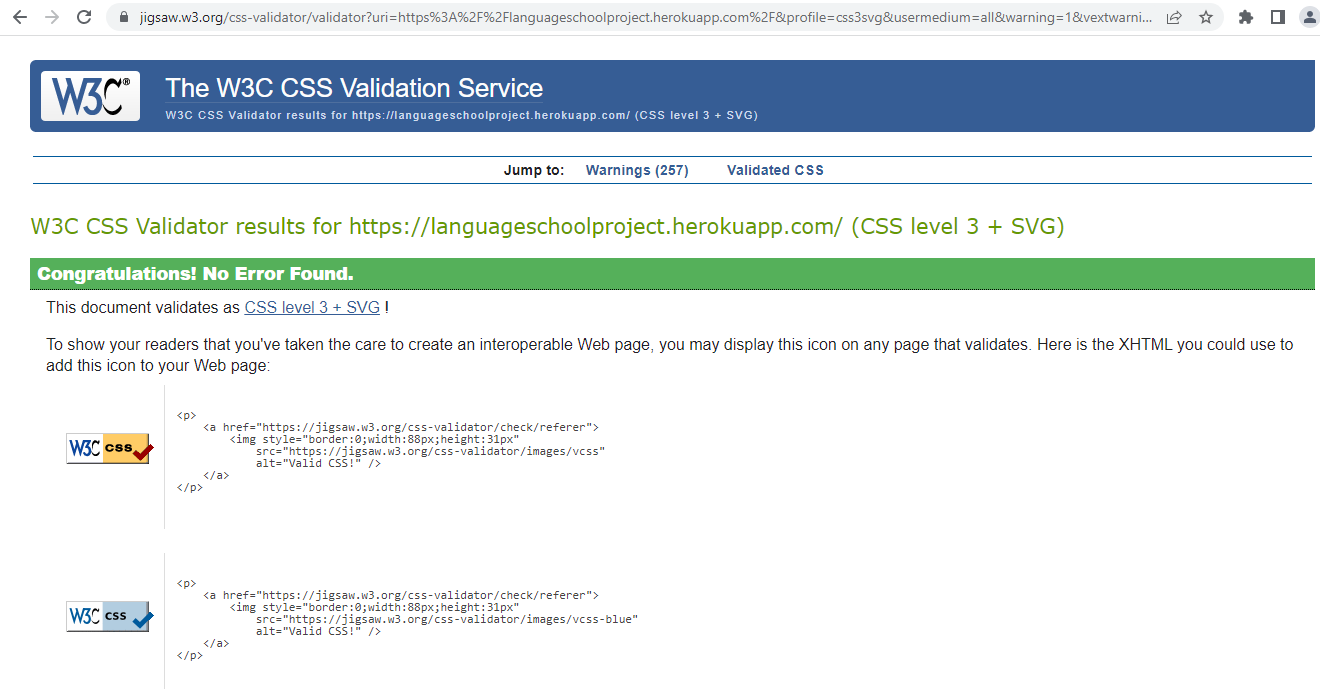 jigsaw.w3.org/css-validator/validator?uri=https%3A%2F%2Flanguageschoolproject.herokuapp.com%2F&profile=css3svg&usermedium=all&warning=1&vextwarni...
W3C®
The W3C CSS Validation Service
W3C CSS Validator results for https://languageschoolproject.herokuapp.com/ (CSS level 3 + SVG)
Jump to: Warnings (257) Validated CSS
W3C CSS Validator results for https://languageschoolproject.herokuapp.com/ (CSS level 3 + SVG)
Congratulations! No Error Found.
This document validates as CSS level 3 + SVG !
To show your readers that you've taken the care to create an interoperable Web page, you may display this icon on any page that validates. Here is the XHTML you could use to
add this icon to your Web page:
W3C css
<p>
<a href="https://jigsaw.w3.org/css-validator/check/referer">
<img style="border:0;width:88px;height:31px"
src="https://jigsaw.w3.org/css-validator/images/vcss"
alt="Valid CSS!" />
</a>
</p>
W3C css
<p>
<a href="https://jigsaw.w3.org/css-validator/check/referer">
<img style="border:0;width:88px;height:31px"
src="https://jigsaw.w3.org/css-validator/images/vcss-blue"
alt="Valid CSS!" />
</a>
</p>